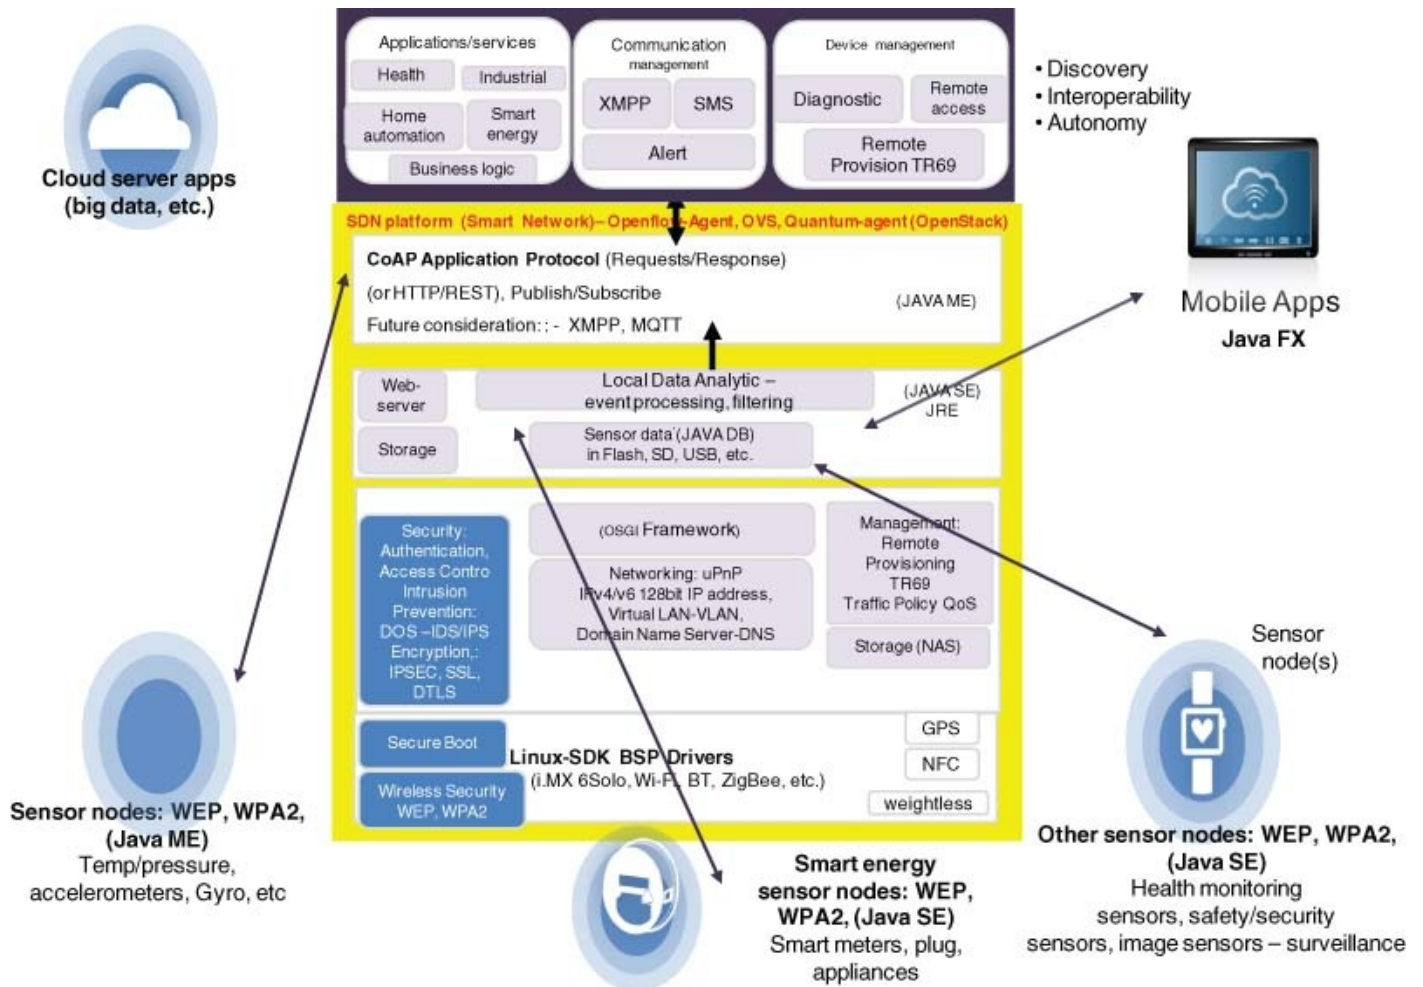 Applications/services
Health
Industrial
Home
automation
Smart
energy
Business logic
Communication
management
XMPP
SMS
Alert
Device management
Diagnostic
Remote
access
Remote
Provision TR69
• Discovery
• Interoperability
• Autonomy
Cloud server apps
(big data, etc.)
Mobile Apps
Java FX
SDN platform (Smart Network)– Openflow-Agent, OVS, Quantum-agent (OpenStack)
CoAP Application Protocol (Requests/Response)
(or HTTP/REST), Publish/Subscribe
Future consideration: ; - XMPP, MQTT
(JAVA ME)
Web-
server
Storage
Local Data Analytic –
event processing, filtering
Sensor data (JAVA DB)
in Flash, SD, USB, etc.
(JAVA SE)
JRE
Security:
Authentication,
Access Contro
Intrusion
Prevention:
DOS –IDS/IPS
Encryption,:
IPSEC, SSL,
DTLS
(OSGI Framework)
Networking: uPnP
IPv4/v6 128bit IP address,
Virtual LAN-VLAN,
Domain Name Server-DNS
Management:
Remote
Provisioning
TR69
Traffic Policy QoS
Storage (NAS)
Secure Boot
Wireless Security
WEP, WPA2
Linux-SDK BSP Drivers
(i.MX 6Solo, Wi-Fi, BT, ZigBee, etc.)
GPS
NFC
weightless
Sensor nodes: WEP, WPA2,
(Java ME)
Temp/pressure,
accelerometers, Gyro, etc
Smart energy
sensor nodes: WEP,
WPA2, (Java SE)
Smart meters, plug,
appliances
Sensor
node(s)
Other sensor nodes: WEP, WPA2,
(Java SE)
Health monitoring
sensors, safety/security
sensors, image sensors – surveillance